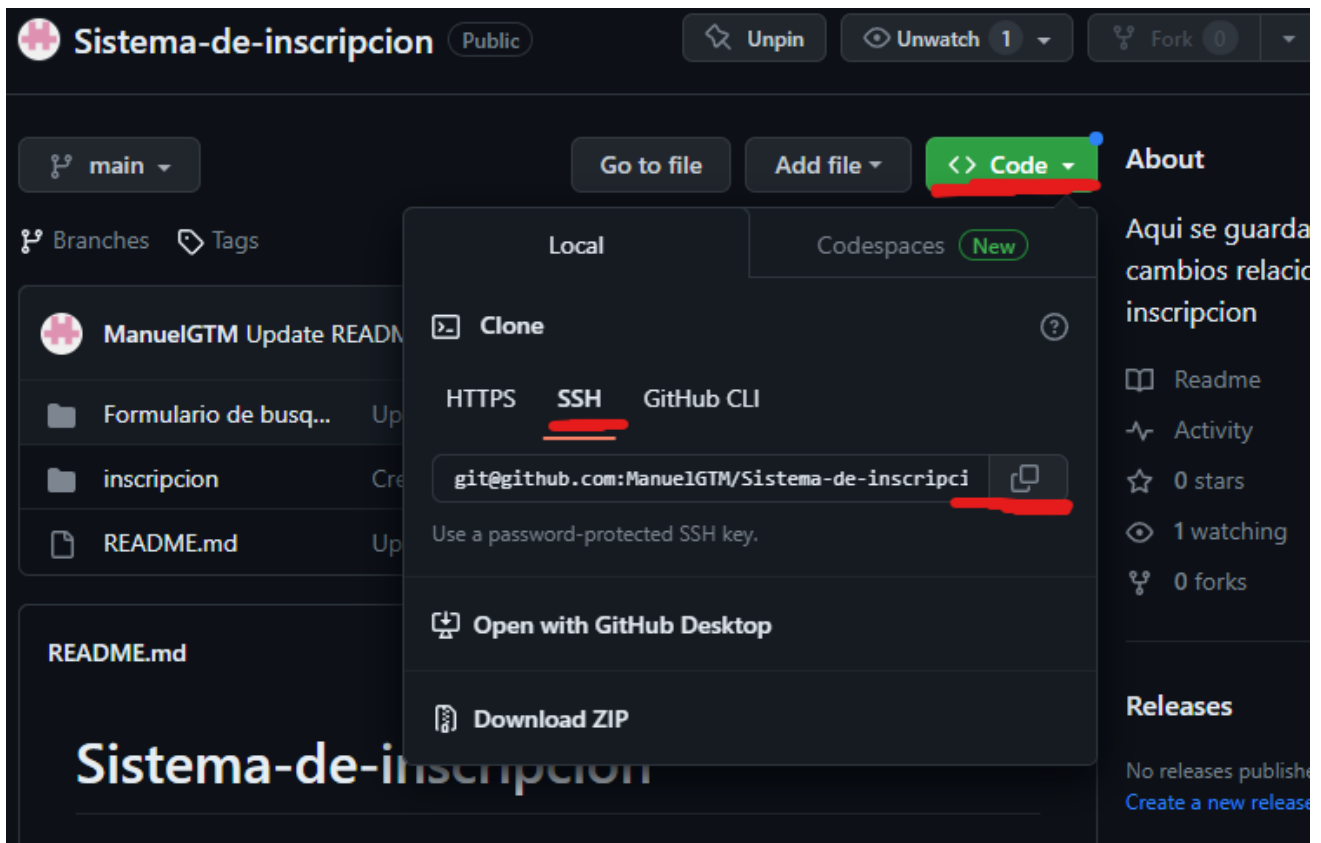 Sistema-de-inscripcion Public Unpin Unwatch 1 Fork 0
main Go to file Add file <> Code
Branches Tags
Local Codespaces New
Clone
HTTPS SSH GitHub CLI
git@github.com:ManuelGTM/Sistema-de-inscripci
Use a password-protected SSH key.
Open with GitHub Desktop
Download ZIP
ManuelGTM Update READ
Formulario de busq... Up
inscripcion Cre
README.md Up
README.md
Sistema-de-inscripcion
About
Aqui se guarda
cambios relacio
inscripcion
Readme
Activity
0 stars
1 watching
0 forks
Releases
No releases publishe
Create a new release